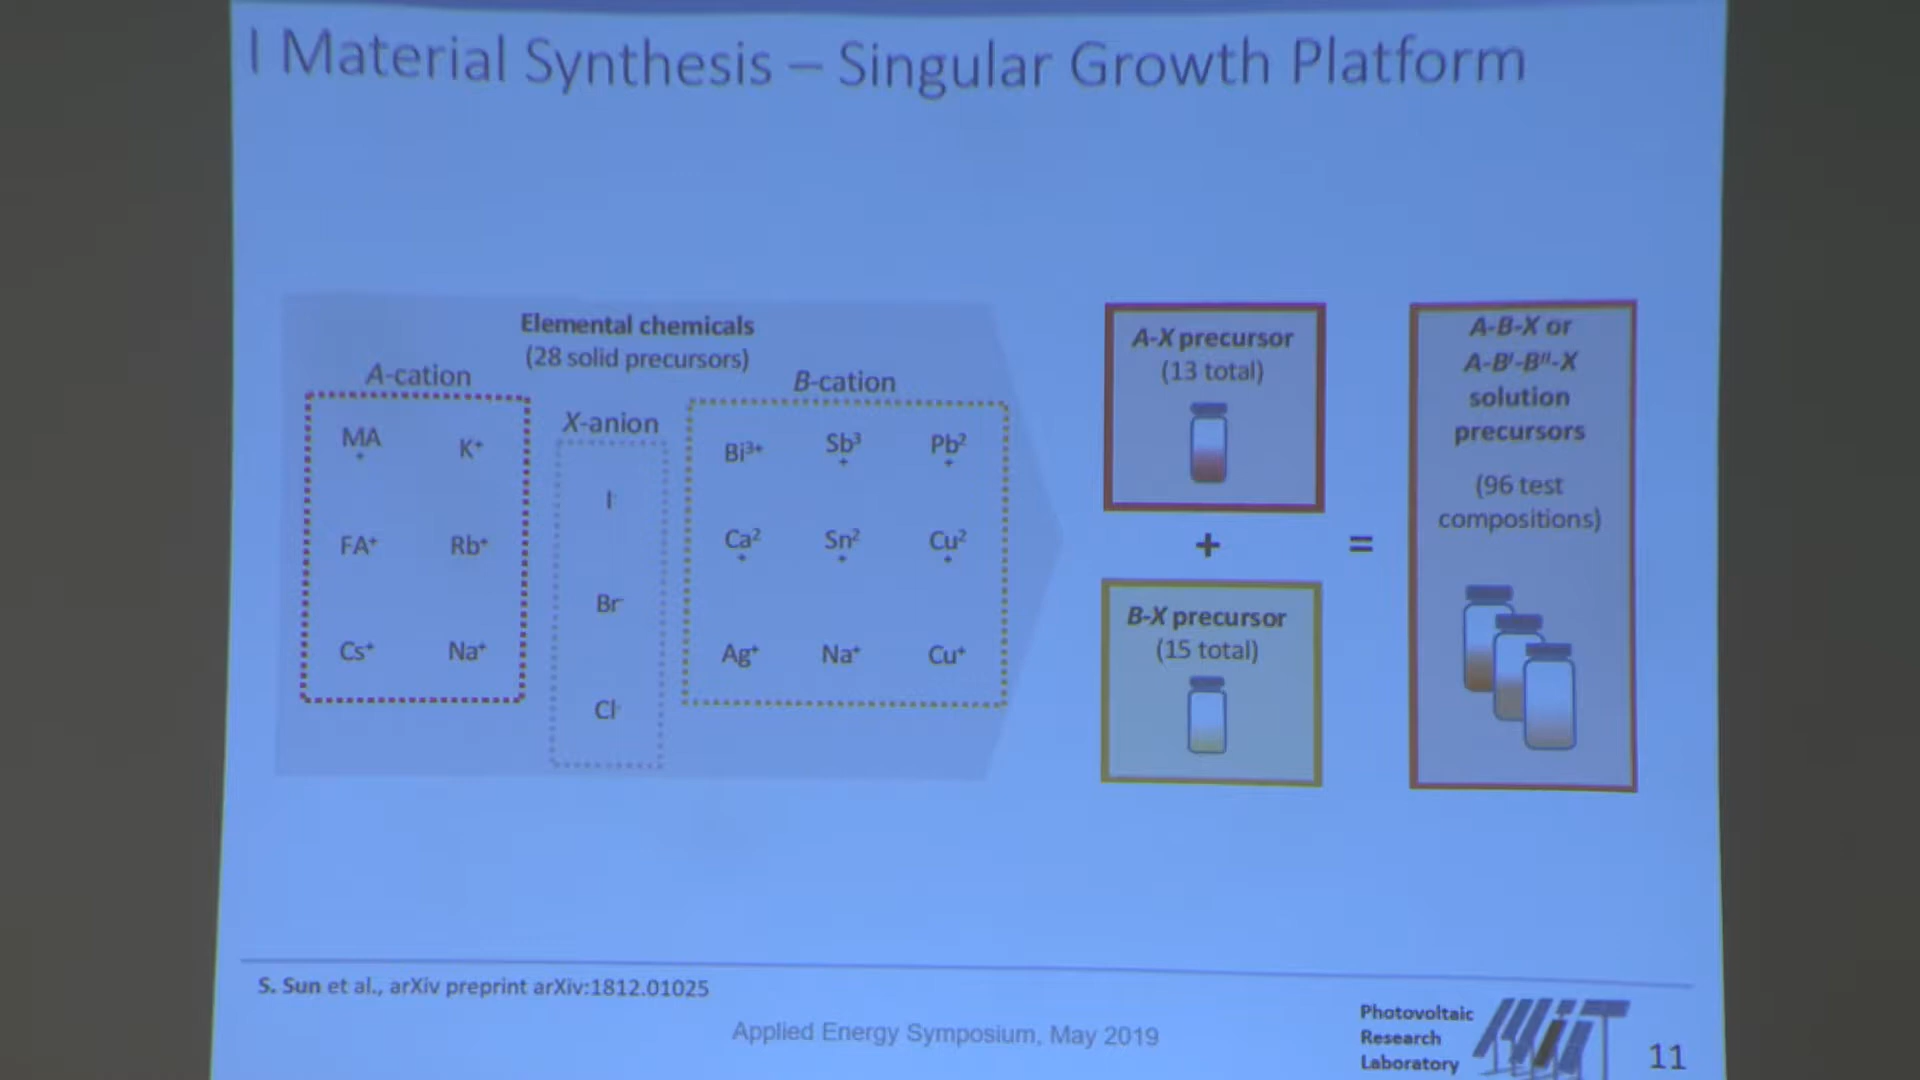 I Material Synthesis – Singular Growth Platform
Elemental chemicals
(28 solid precursors)
A-cation
MA
+
K+
FA+
Rb+
Cs+
Na+
X-anion
I-
Br-
Cl-
B-cation
Bi3+
Sb3
+
Pb2
+
Ca2
+
Sn2
+
Cu2
+
Ag+
Na+
Cu+
A-X precursor
(13 total)
+
B-X precursor
(15 total)
=
A-B-X or
A-BI-BII-X
solution
precursors
(96 test
compositions)
S. Sun et al., arXiv preprint arXiv:1812.01025
Applied Energy Symposium, May 2019
Photovoltaic
Research
Laboratory
MIT
11